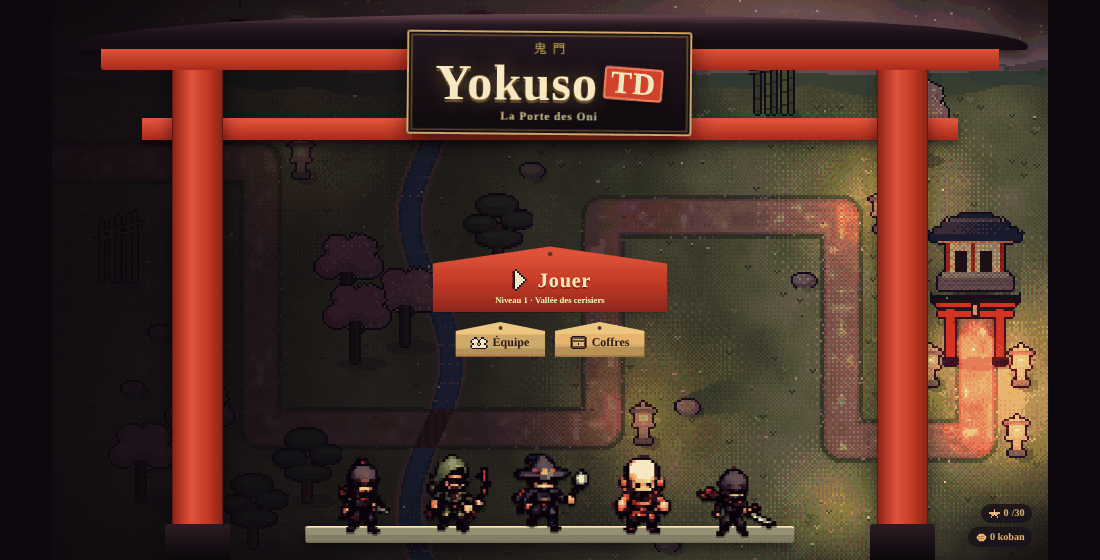 鬼門
Yokuso TD
La Porte des Oni
Jouer
Niveau 1 · Vallée des cerisiers
Équipe
Coffres
0 /30
0 koban